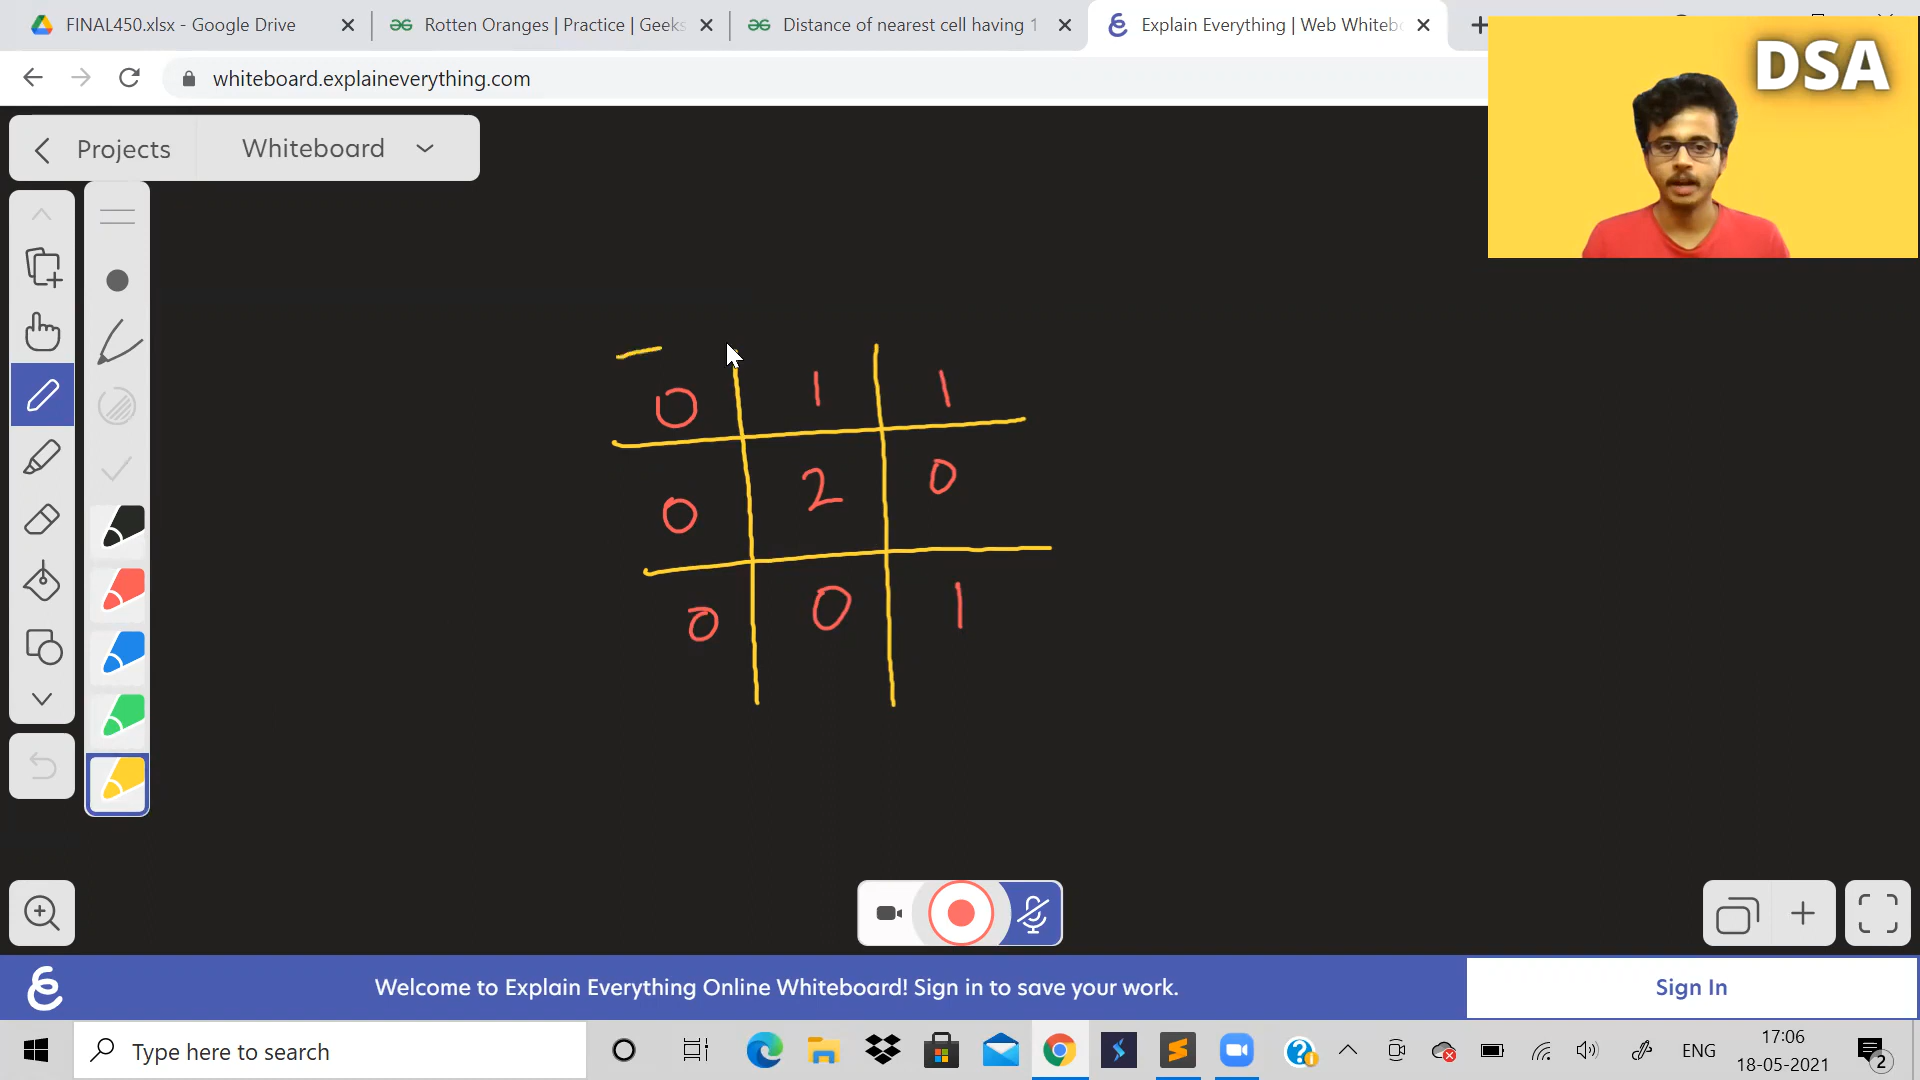 FINAL450.xlsx - Google Drive
Rotten Oranges | Practice | Geeks
Distance of nearest cell having 1
Explain Everything | Web Whitebo
whiteboard.explaineverything.com
DSA
Projects
Whiteboard
0 1 1
0 2 0
0 0 1
Welcome to Explain Everything Online Whiteboard! Sign in to save your work.
Sign In
Type here to search
ENG
17:06
18-05-2021
2